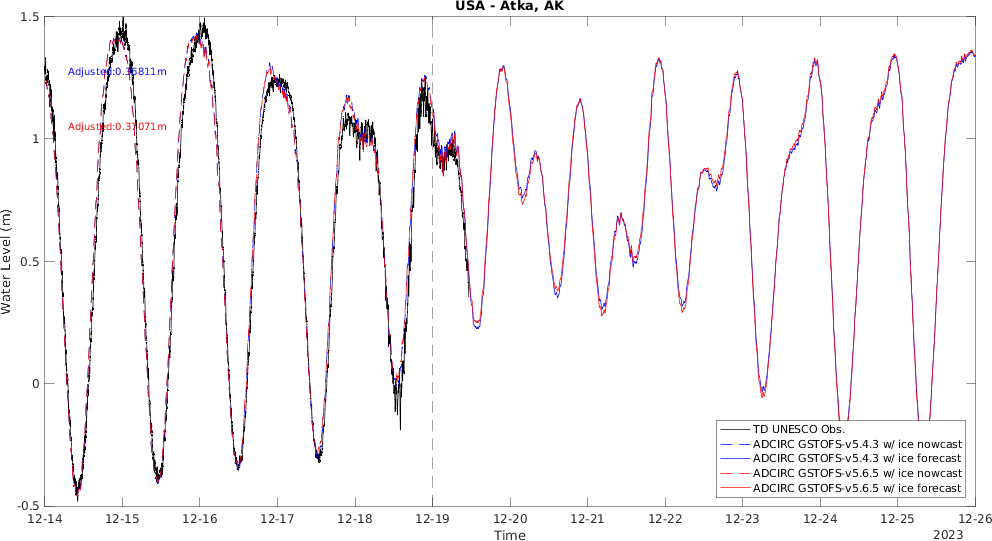 USA - Atka, AK
Water Level (m)
1.5
1
0.5
0
-0.5
Adjusted:0.36811m
Adjusted:0.37071m
TD UNESCO Obs.
ADCIRC GSTOFS-v5.4.3 w/ ice nowcast
ADCIRC GSTOFS-v5.4.3 w/ ice forecast
ADCIRC GSTOFS-v5.6.5 w/ ice nowcast
ADCIRC GSTOFS-v5.6.5 w/ ice forecast
12-14 12-15 12-16 12-17 12-18 12-19 12-20 12-21 12-22 12-23 12-24 12-25 12-26
Time
2023